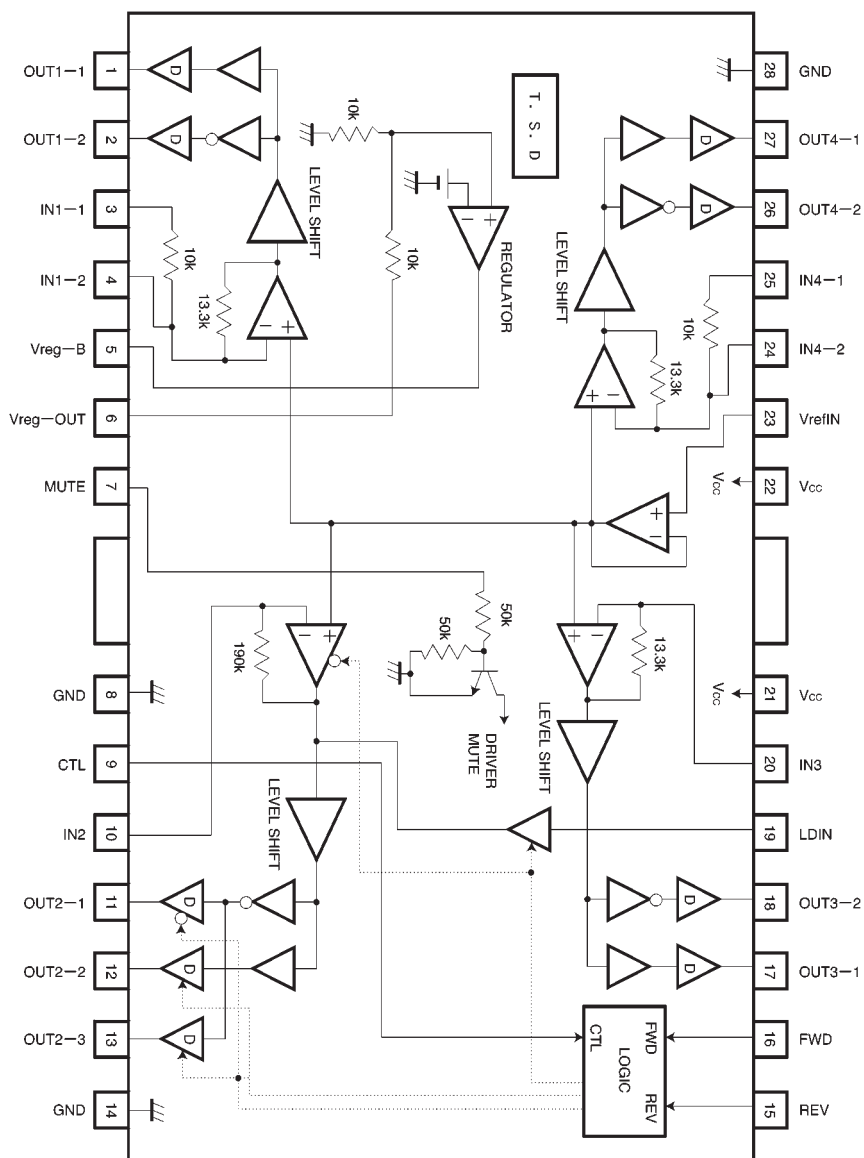 OUT1-1 1
OUT1-2 2
IN1-1 3
IN1-2 4
Vreg-B 5
Vreg-OUT 6
MUTE 7
GND 8
CTL 9
IN2 10
OUT2-1 11
OUT2-2 12
OUT2-3 13
GND 14
28 GND
27 OUT4-1
26 OUT4-2
25 IN4-1
24 IN4-2
23 VrefIN
22 Vcc
21 Vcc
20 IN3
19 LDIN
18 OUT3-2
17 OUT3-1
16 FWD
15 REV
D
D
LEVEL SHIFT
10k
13.3k
- +
10k
10k
- +
REGULATOR
T. S. D
D
D
LEVEL SHIFT
10k
13.3k
+ -
Vcc
+ -
50k
50k
DRIVER
MUTE
- +
190k
LEVEL SHIFT
+ -
13.3k
LEVEL SHIFT
Vcc
D
D
D
D
D
FWD
REV
LOGIC
CTL